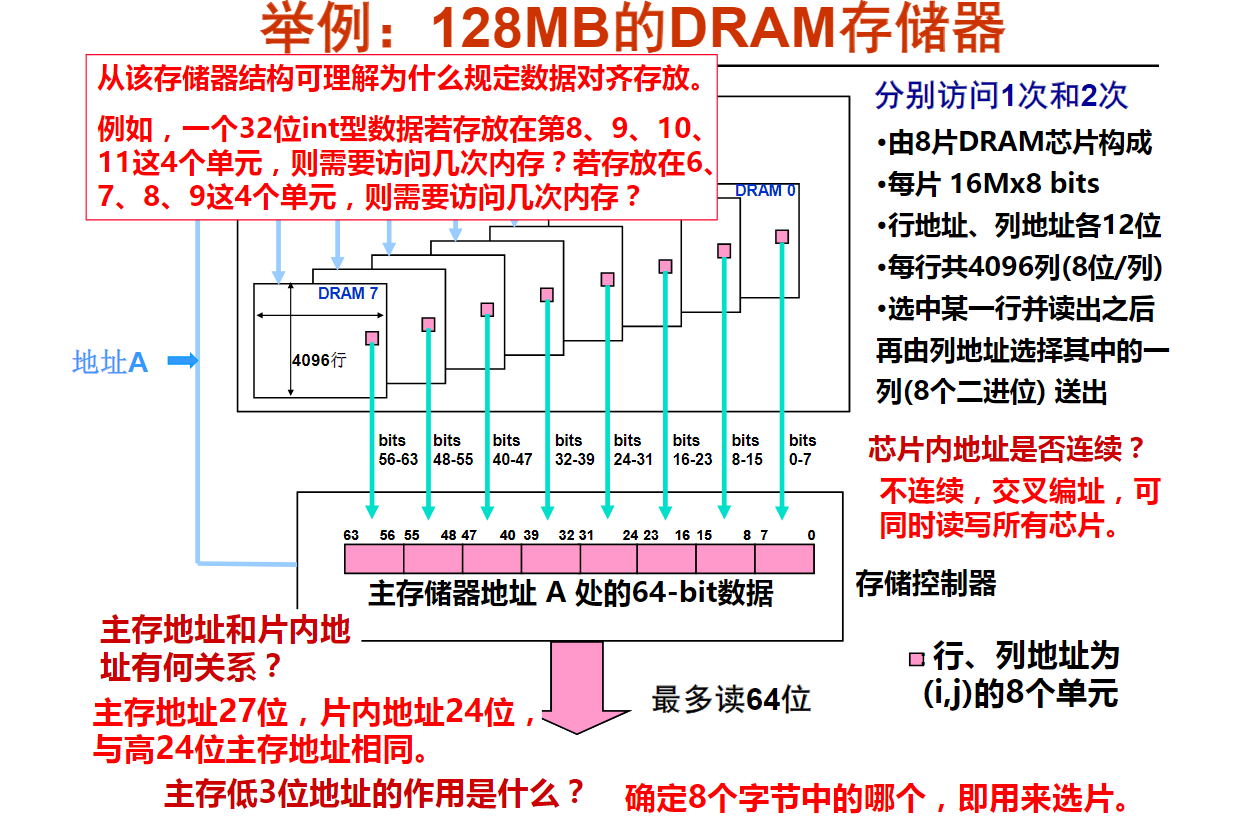 举例：128MB的DRAM存储器
从该存储器结构可理解为什么规定数据对齐存放。
例如，一个32位int型数据若存放在第8、9、10、
11这4个单元，则需要访问几次内存？若存放在6、
7、8、9这4个单元，则需要访问几次内存？
分别访问1次和2次
•由8片DRAM芯片构成
•每片 16Mx8 bits
•行地址、列地址各12位
•每行共4096列(8位/列)
•选中某一行并读出之后
再由列地址选择其中的一
列(8个二进位) 送出
DRAM 0
DRAM 7
4096行
地址A
bits bits bits bits bits bits bits bits
56-63 48-55 40-47 32-39 24-31 16-23 8-15 0-7
芯片内地址是否连续？
不连续，交叉编址，可
同时读写所有芯片。
63 56 55 48 47 40 39 32 31 24 23 16 15 8 7 0
主存储器地址 A 处的64-bit数据
存储控制器
主存地址和片内地
址有何关系？
行、列地址为
(i,j)的8个单元
最多读64位
主存地址27位，片内地址24位，
与高24位主存地址相同。
主存低3位地址的作用是什么？
确定8个字节中的哪个，即用来选片。